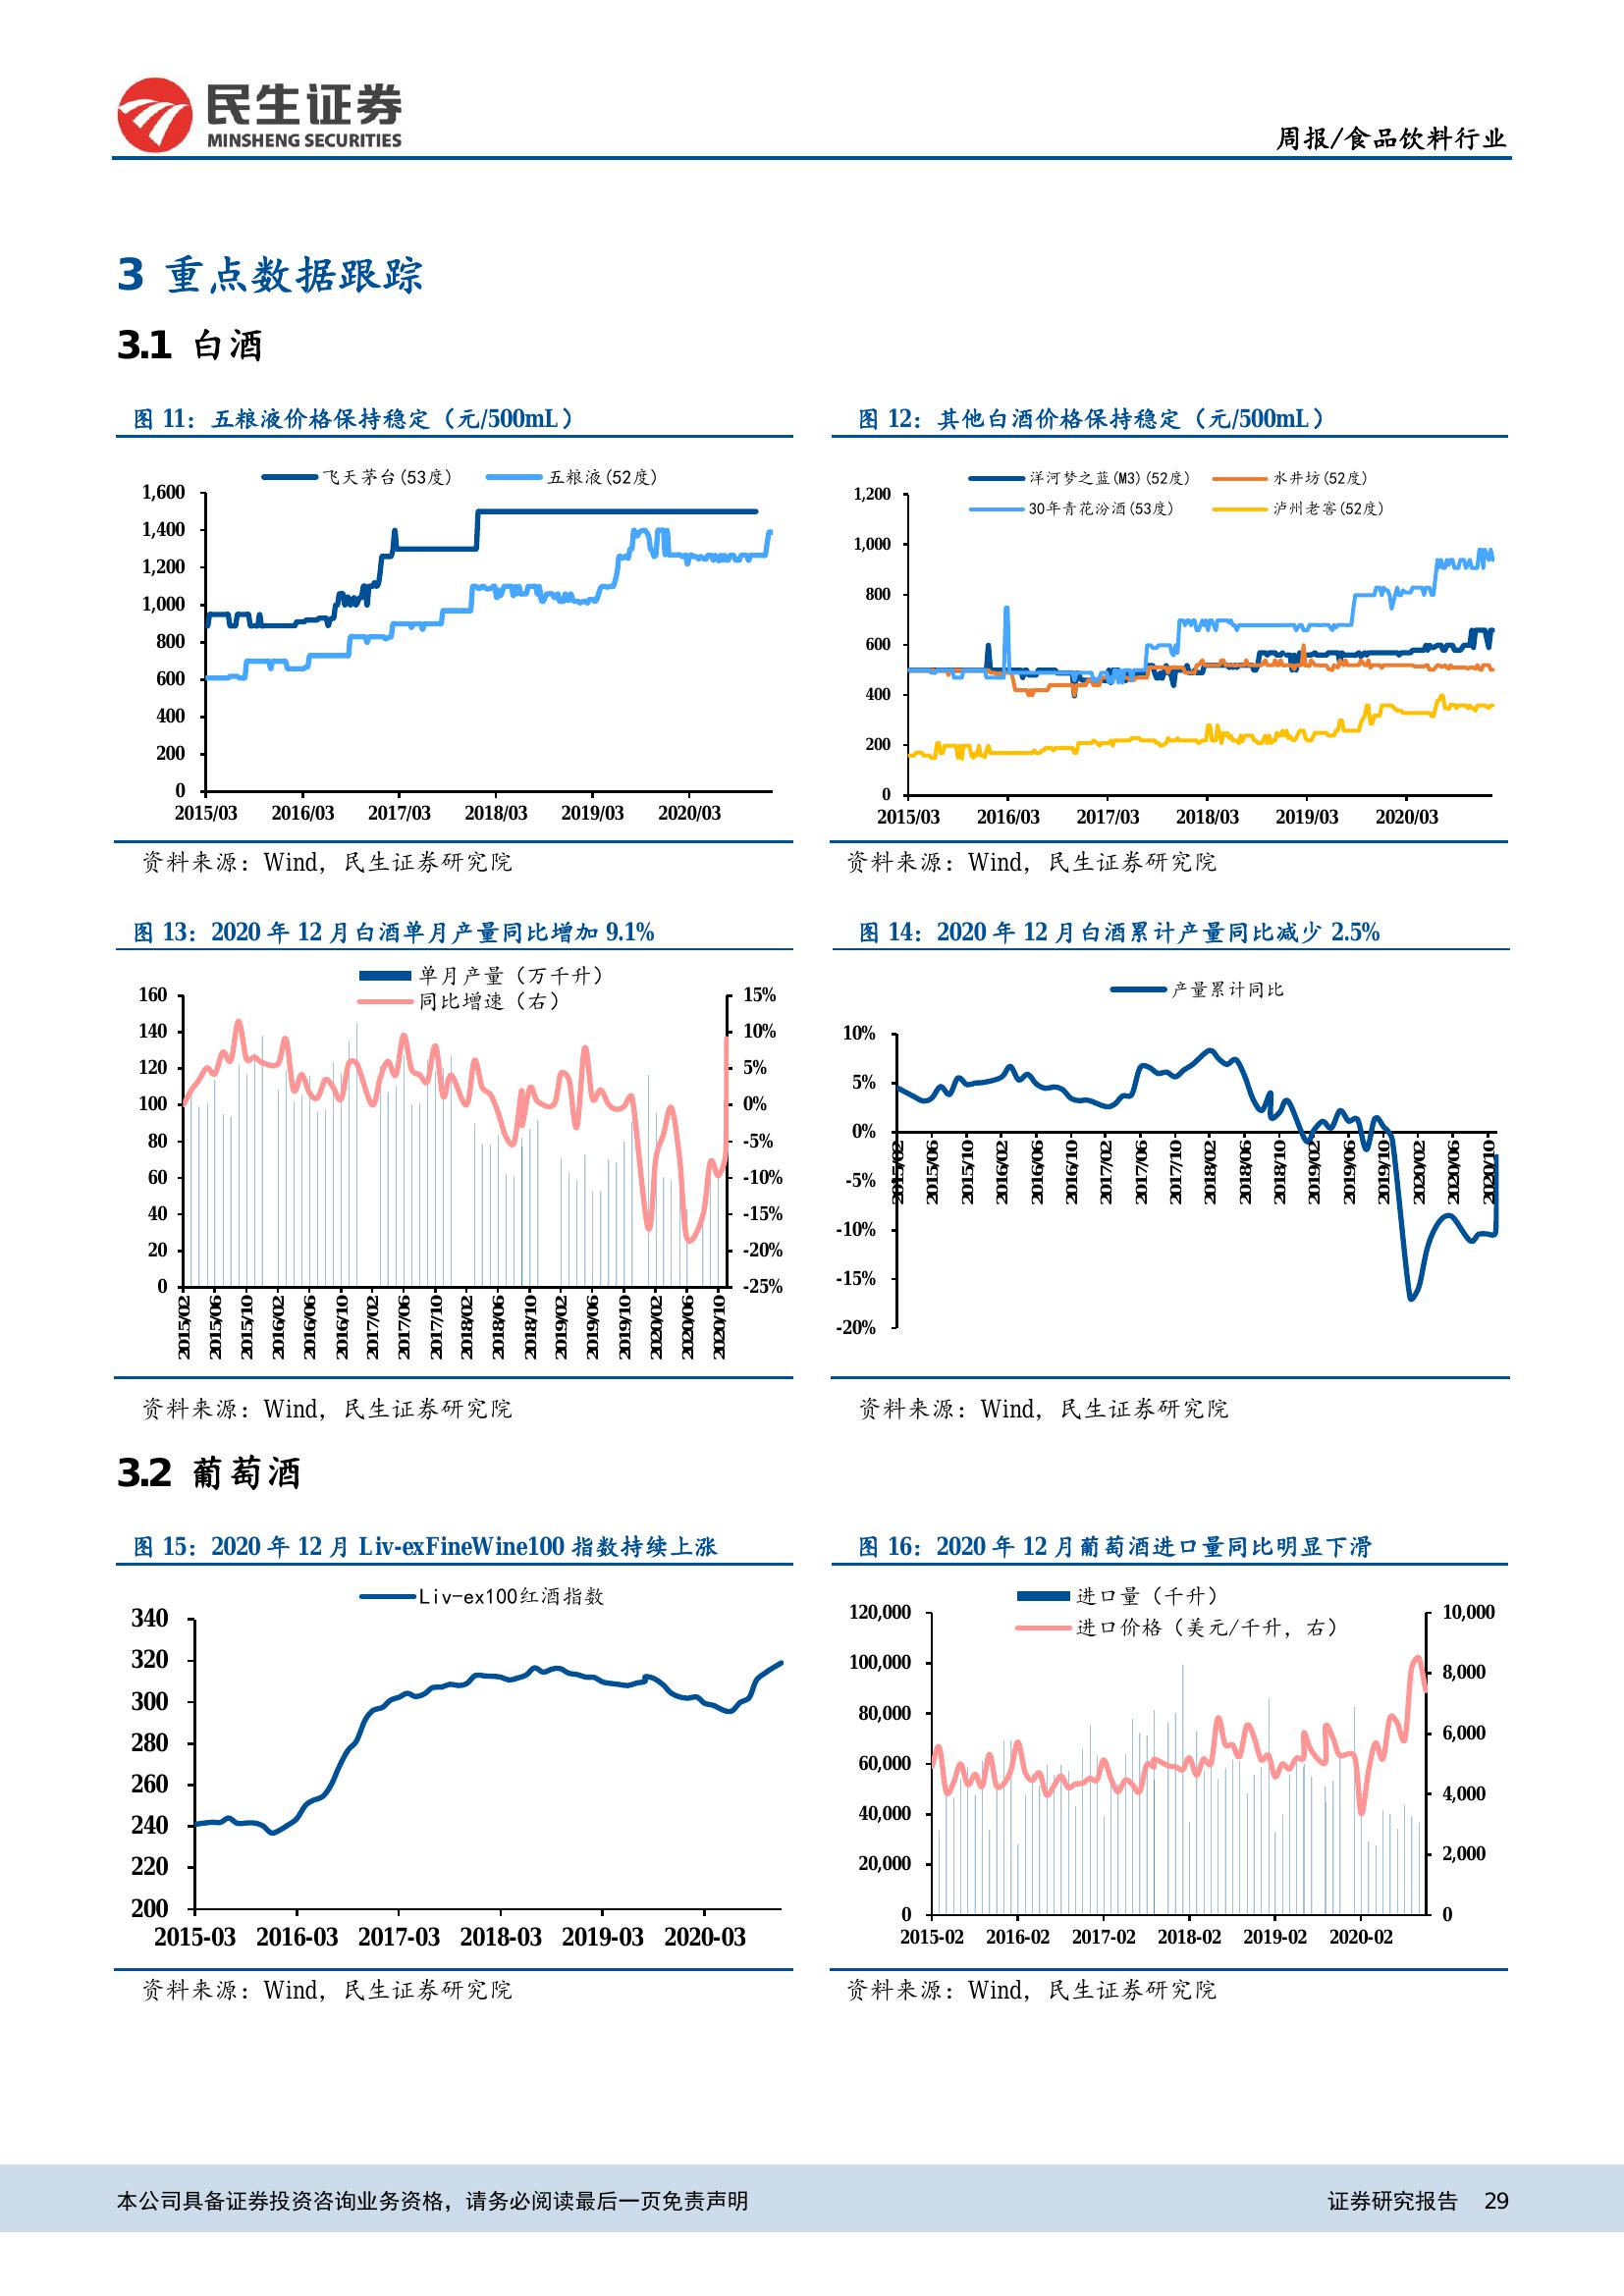 民生证券
MINSHENG SECURITIES
周报/食品饮料行业
3 重点数据跟踪
3.1 白酒
图 11：五粮液价格保持稳定（元/500mL）
飞天茅台(53度) 五粮液(52度)
1,600
1,400
1,200
1,000
800
600
400
200
0
2015/03 2016/03 2017/03 2018/03 2019/03 2020/03
资料来源：Wind，民生证券研究院
图 12：其他白酒价格保持稳定（元/500mL）
洋河梦之蓝(M3)(52度) 水井坊(52度)
30年青花汾酒(53度) 泸州老窖(52度)
1,200
1,000
800
600
400
200
0
2015/03 2016/03 2017/03 2018/03 2019/03 2020/03
资料来源：Wind，民生证券研究院
图 13：2020 年 12 月白酒单月产量同比增加 9.1%
单月产量（万千升）
同比增速（右）
160
140
120
100
80
60
40
20
0
15%
10%
5%
0%
-5%
-10%
-15%
-20%
-25%
2015/02 2015/06 2015/10 2016/02 2016/06 2016/10 2017/02 2017/06 2017/10 2018/02 2018/06 2018/10 2019/02 2019/06 2019/10 2020/02 2020/06 2020/10
资料来源：Wind，民生证券研究院
图 14：2020 年 12 月白酒累计产量同比减少 2.5%
产量累计同比
10%
5%
0%
-5%
-10%
-15%
-20%
2015/02 2015/06 2015/10 2016/02 2016/06 2016/10 2017/02 2017/06 2017/10 2018/02 2018/06 2018/10 2019/02 2019/06 2019/10 2020/02 2020/06 2020/10
资料来源：Wind，民生证券研究院
3.2 葡萄酒
图 15：2020 年 12 月 Liv-exFineWine100 指数持续上涨
Liv-ex100红酒指数
340
320
300
280
260
240
220
200
2015-03 2016-03 2017-03 2018-03 2019-03 2020-03
资料来源：Wind，民生证券研究院
图 16：2020 年 12 月葡萄酒进口量同比明显下滑
进口量（千升）
进口价格（美元/千升，右）
120,000
100,000
80,000
60,000
40,000
20,000
0
10,000
8,000
6,000
4,000
2,000
0
2015-02 2016-02 2017-02 2018-02 2019-02 2020-02
资料来源：Wind，民生证券研究院
本公司具备证券投资咨询业务资格，请务必阅读最后一页免责声明
证券研究报告 29